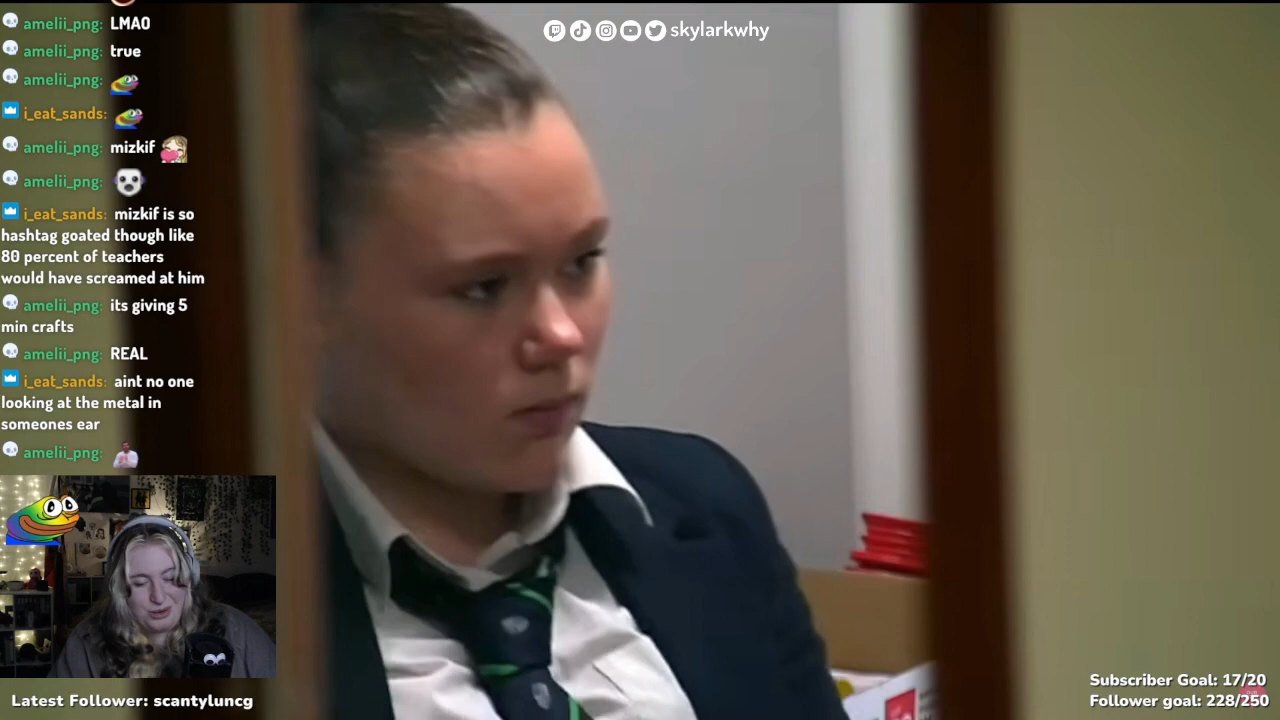 amelii_png: LMAO
amelii_png: true
amelii_png:
i_eat_sands:
amelii_png: mizkif
amelii_png:
i_eat_sands: mizkif is so
hashtag goated though like
80 percent of teachers
would have screamed at him
amelii_png: its giving 5
min crafts
amelii_png: REAL
i_eat_sands: aint no one
looking at the metal in
someones ear
amelii_png:
skylarkwhy
Latest Follower: scantyluncg
Subscriber Goal: 17/20
Follower goal: 228/250